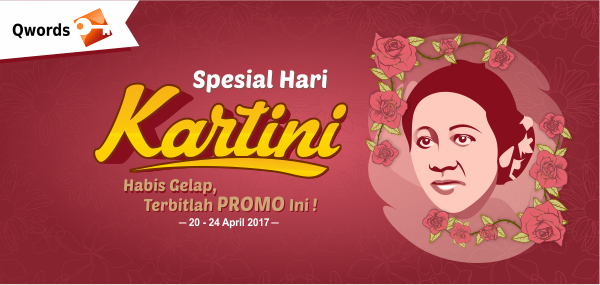 Qwords
Spesial Hari
Kartini
Habis Gelap,
Terbitlah PROMO Ini !
— 20 - 24 April 2017 —